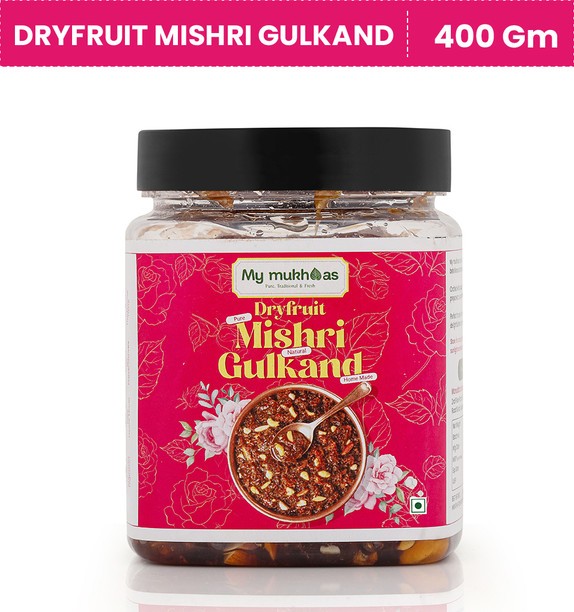 DRYFRUIT MISHRI GULKAND
400 Gm
My mukhwas
Pure, Traditional & Fresh
Dryfruit
Pure
Mishri
Natural
Gulkand
Home Made